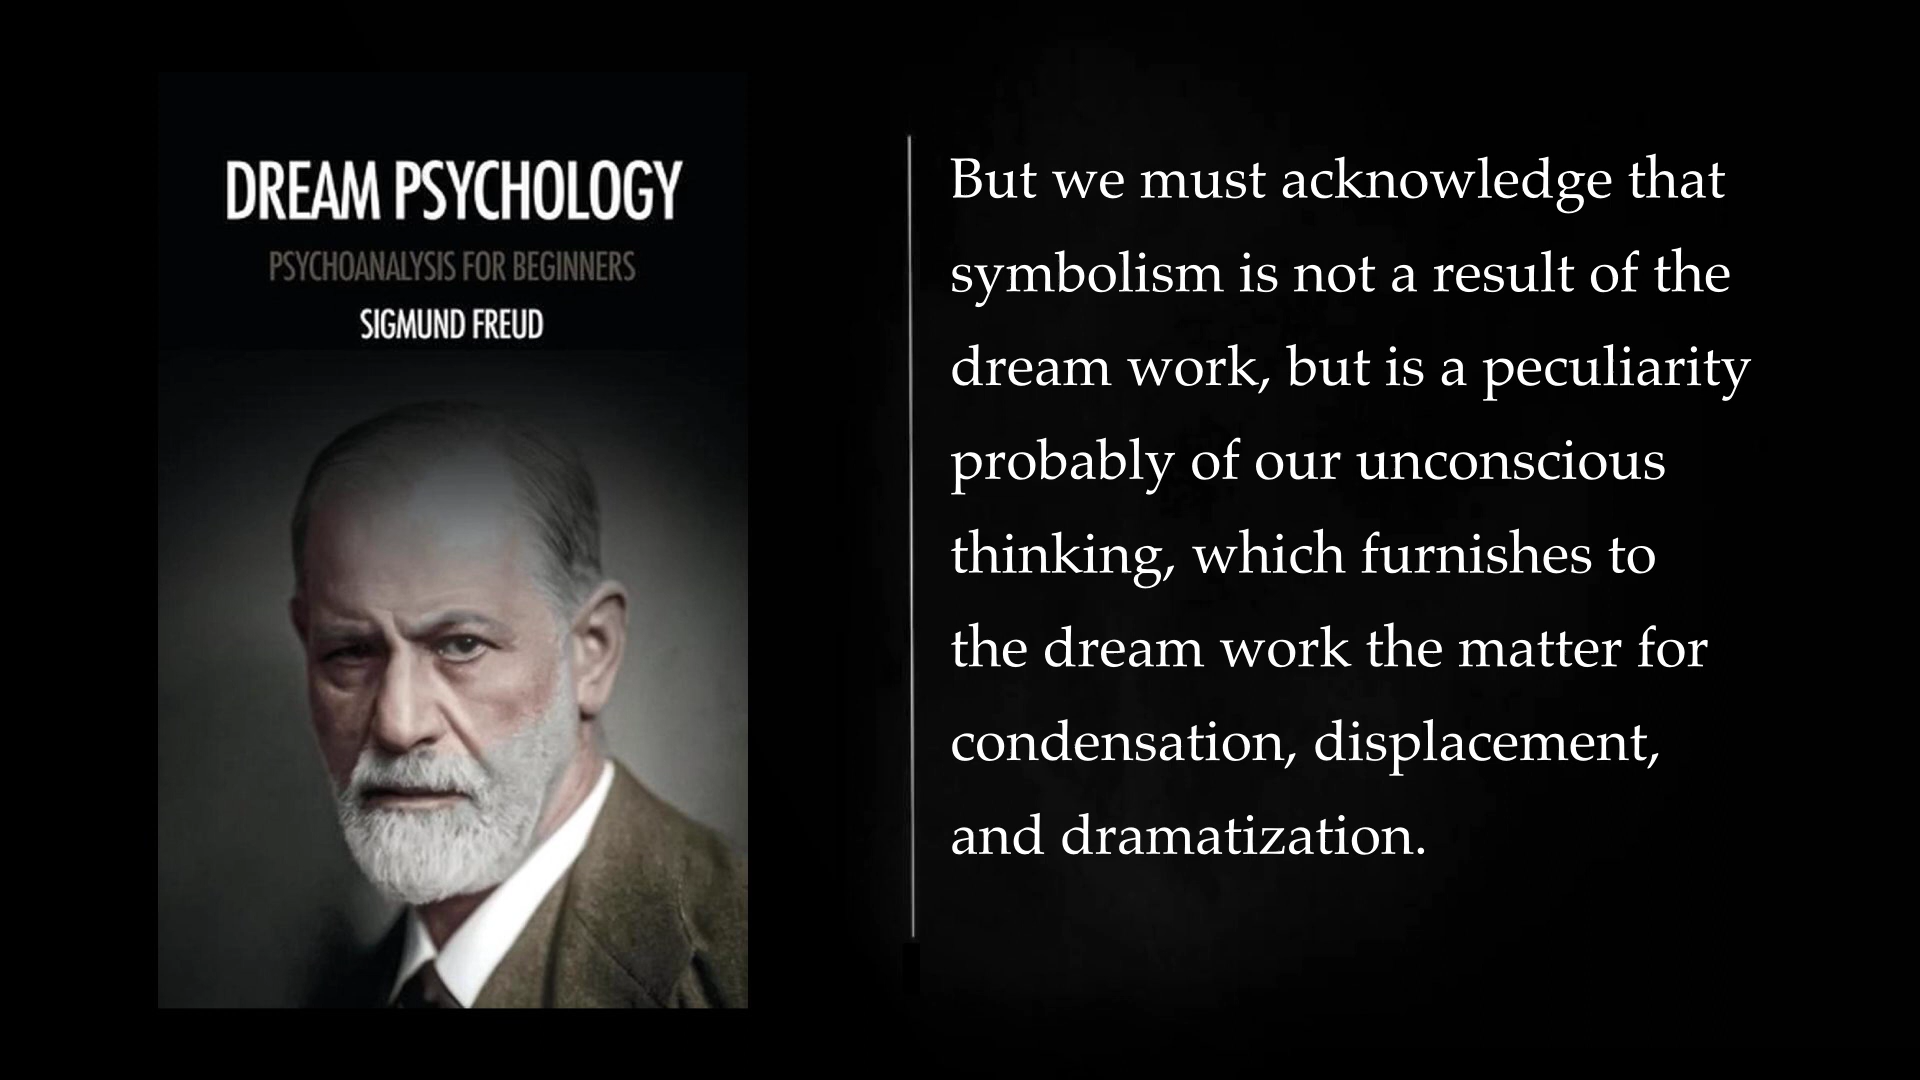 DREAM PSYCHOLOGY
PSYCHOANALYSIS FOR BEGINNERS
SIGMUND FREUD
But we must acknowledge that
symbolism is not a result of the
dream work, but is a peculiarity
probably of our unconscious
thinking, which furnishes to
the dream work the matter for
condensation, displacement,
and dramatization.